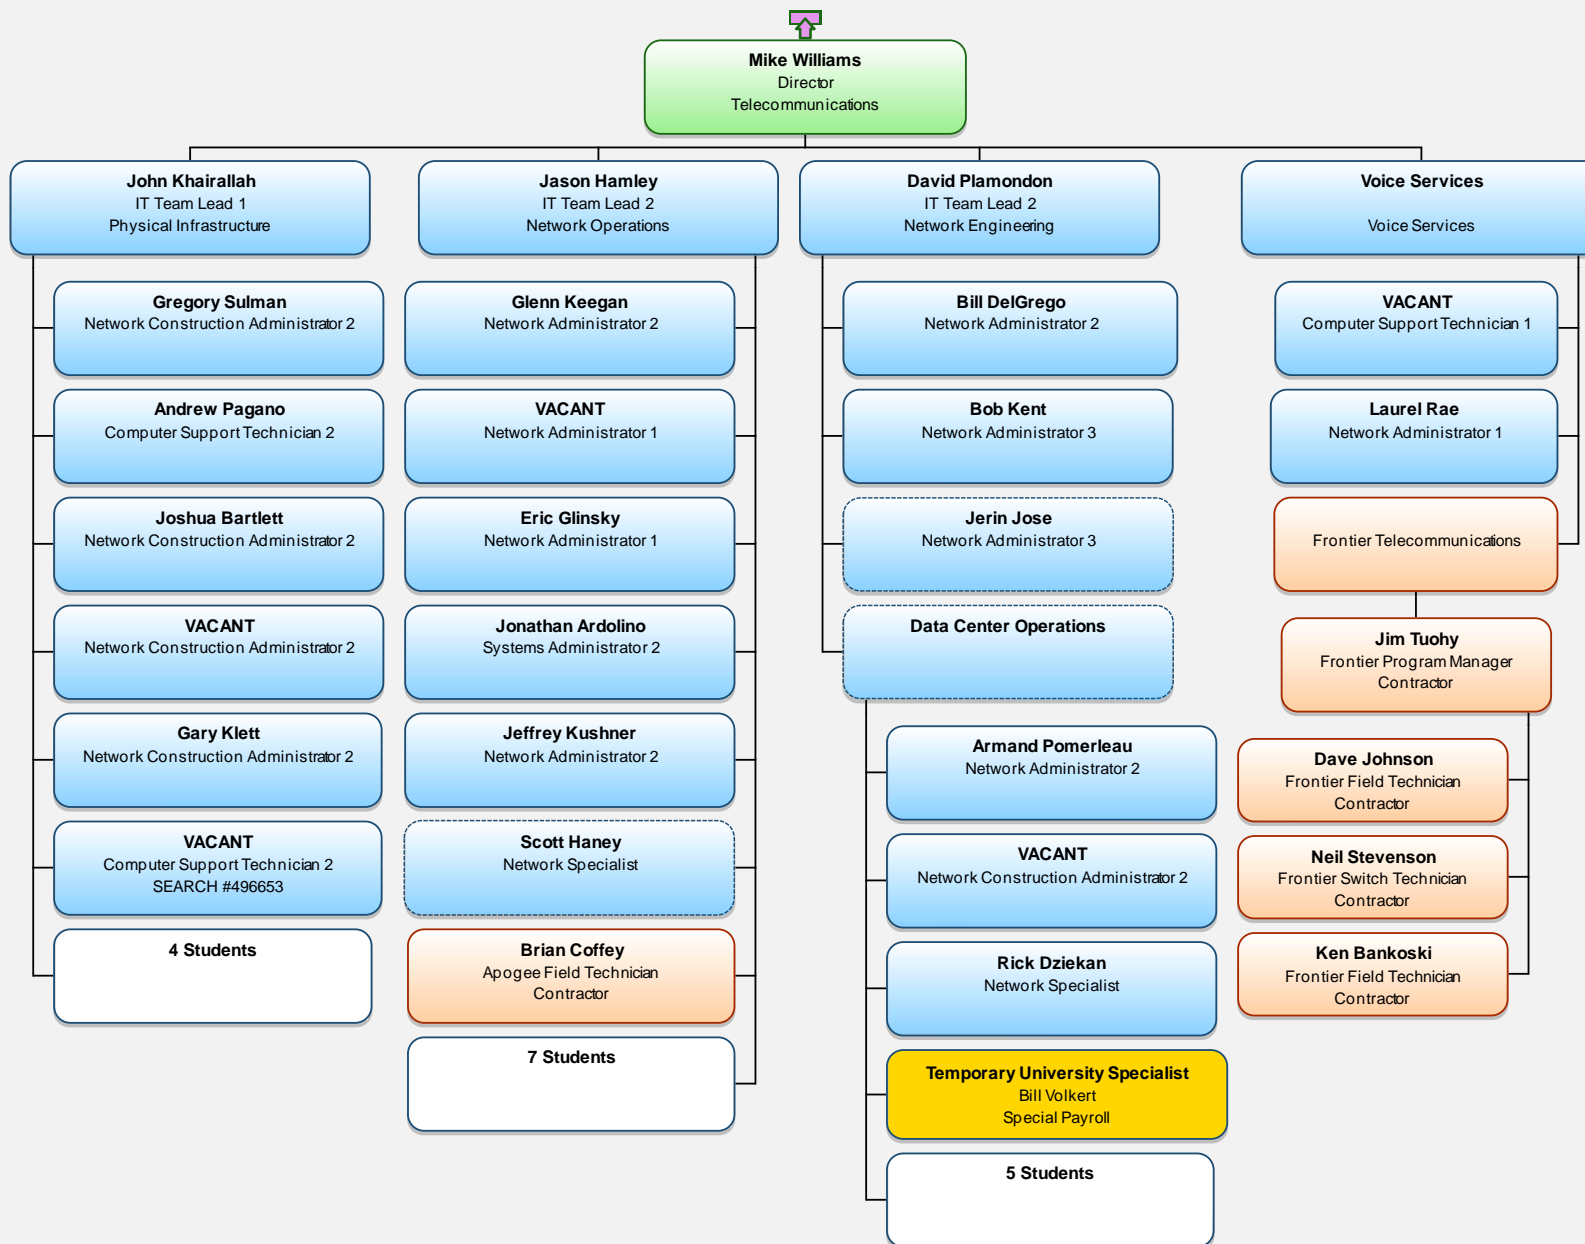 Mike Williams
Director
Telecommunications
John Khairallah
IT Team Lead 1
Physical Infrastructure
Gregory Sulman
Network Construction Administrator 2
Andrew Pagano
Computer Support Technician 2
Joshua Bartlett
Network Construction Administrator 2
VACANT
Network Construction Administrator 2
Gary Klett
Network Construction Administrator 2
VACANT
Computer Support Technician 2
SEARCH #496653
4 Students
Jason Hamley
IT Team Lead 2
Network Operations
Glenn Keegan
Network Administrator 2
VACANT
Network Administrator 1
Eric Glinsky
Network Administrator 1
Jonathan Ardolino
Systems Administrator 2
Jeffrey Kushner
Network Administrator 2
Scott Haney
Network Specialist
Brian Coffey
Apogee Field Technician
Contractor
7 Students
David Plamondon
IT Team Lead 2
Network Engineering
Bill DelGrego
Network Administrator 2
Bob Kent
Network Administrator 3
Jerin Jose
Network Administrator 3
Data Center Operations
Armand Pomerleau
Network Administrator 2
VACANT
Network Construction Administrator 2
Rick Dziekan
Network Specialist
Temporary University Specialist
Bill Volkert
Special Payroll
5 Students
Voice Services
Voice Services
VACANT
Computer Support Technician 1
Laurel Rae
Network Administrator 1
Frontier Telecommunications
Jim Tuohy
Frontier Program Manager
Contractor
Dave Johnson
Frontier Field Technician
Contractor
Neil Stevenson
Frontier Switch Technician
Contractor
Ken Bankoski
Frontier Field Technician
Contractor